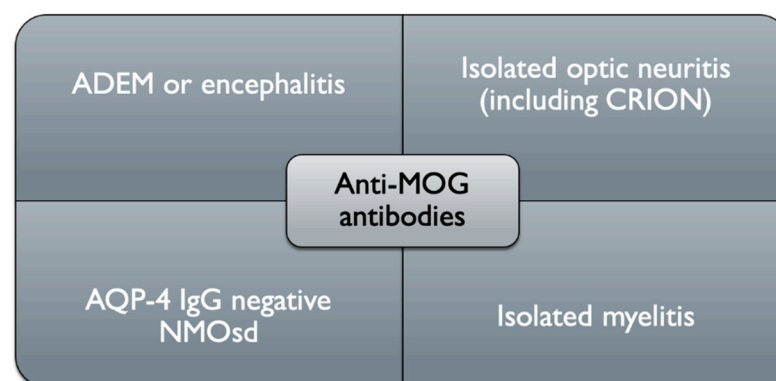 ADEM or encephalitis
Isolated optic neuritis
(including CRION)
Anti-MOG
antibodies
AQP-4 IgG negative
NMOsd
Isolated myelitis